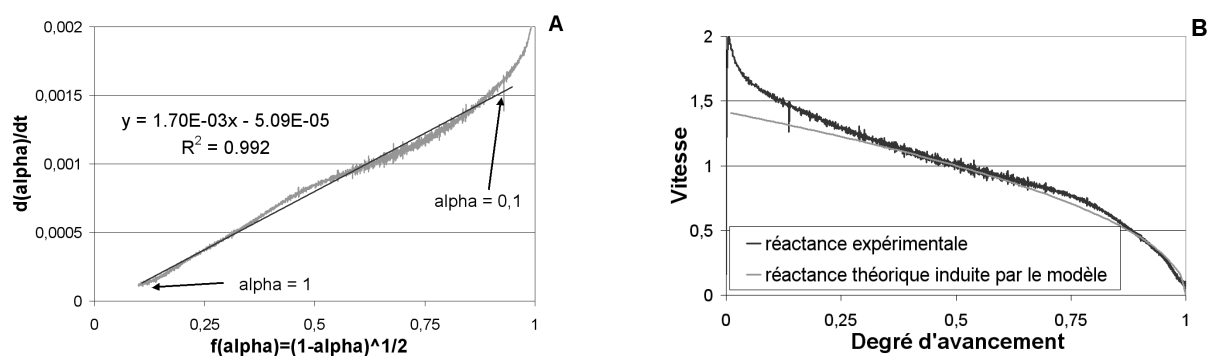 A
d(alpha)/dt
0,002
0,0015
0,001
0,0005
0
y = 1.70E-03x - 5.09E-05
R² = 0.992
alpha = 0,1
alpha = 1
0
0,25
0,5
0,75
1
f(alpha)=(1-alpha)^1/2
B
Vitesse
2
1,5
1
0,5
0
réactance expérimentale
réactance théorique induite par le modèle
0
0,25
0,5
0,75
1
Degré d'avancement